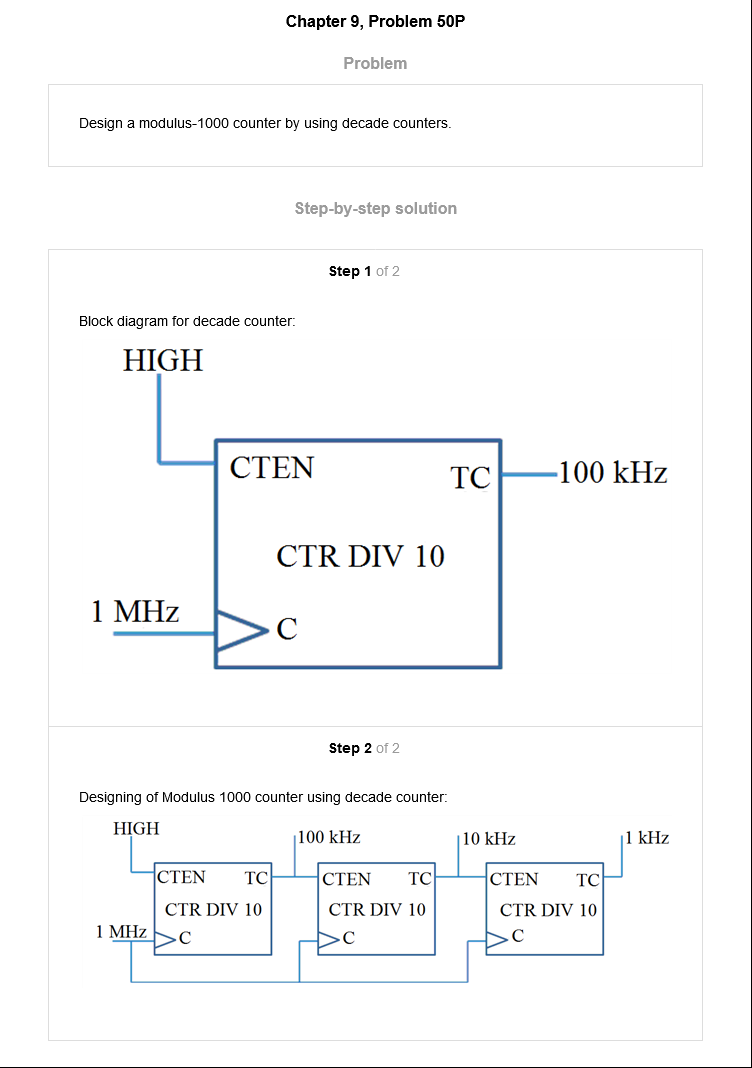 Chapter 9, Problem 50P
Problem
Design a modulus-1000 counter by using decade counters.
Step-by-step solution
Step 1 of 2
Block diagram for decade counter:
HIGH
CTEN
TC
100 kHz
CTR DIV 10
1 MHz
C
Step 2 of 2
Designing of Modulus 1000 counter using decade counter:
HIGH
100 kHz
10 kHz
1 kHz
CTEN TC
CTEN TC
CTEN TC
CTR DIV 10
CTR DIV 10
CTR DIV 10
1 MHz
C
C
C